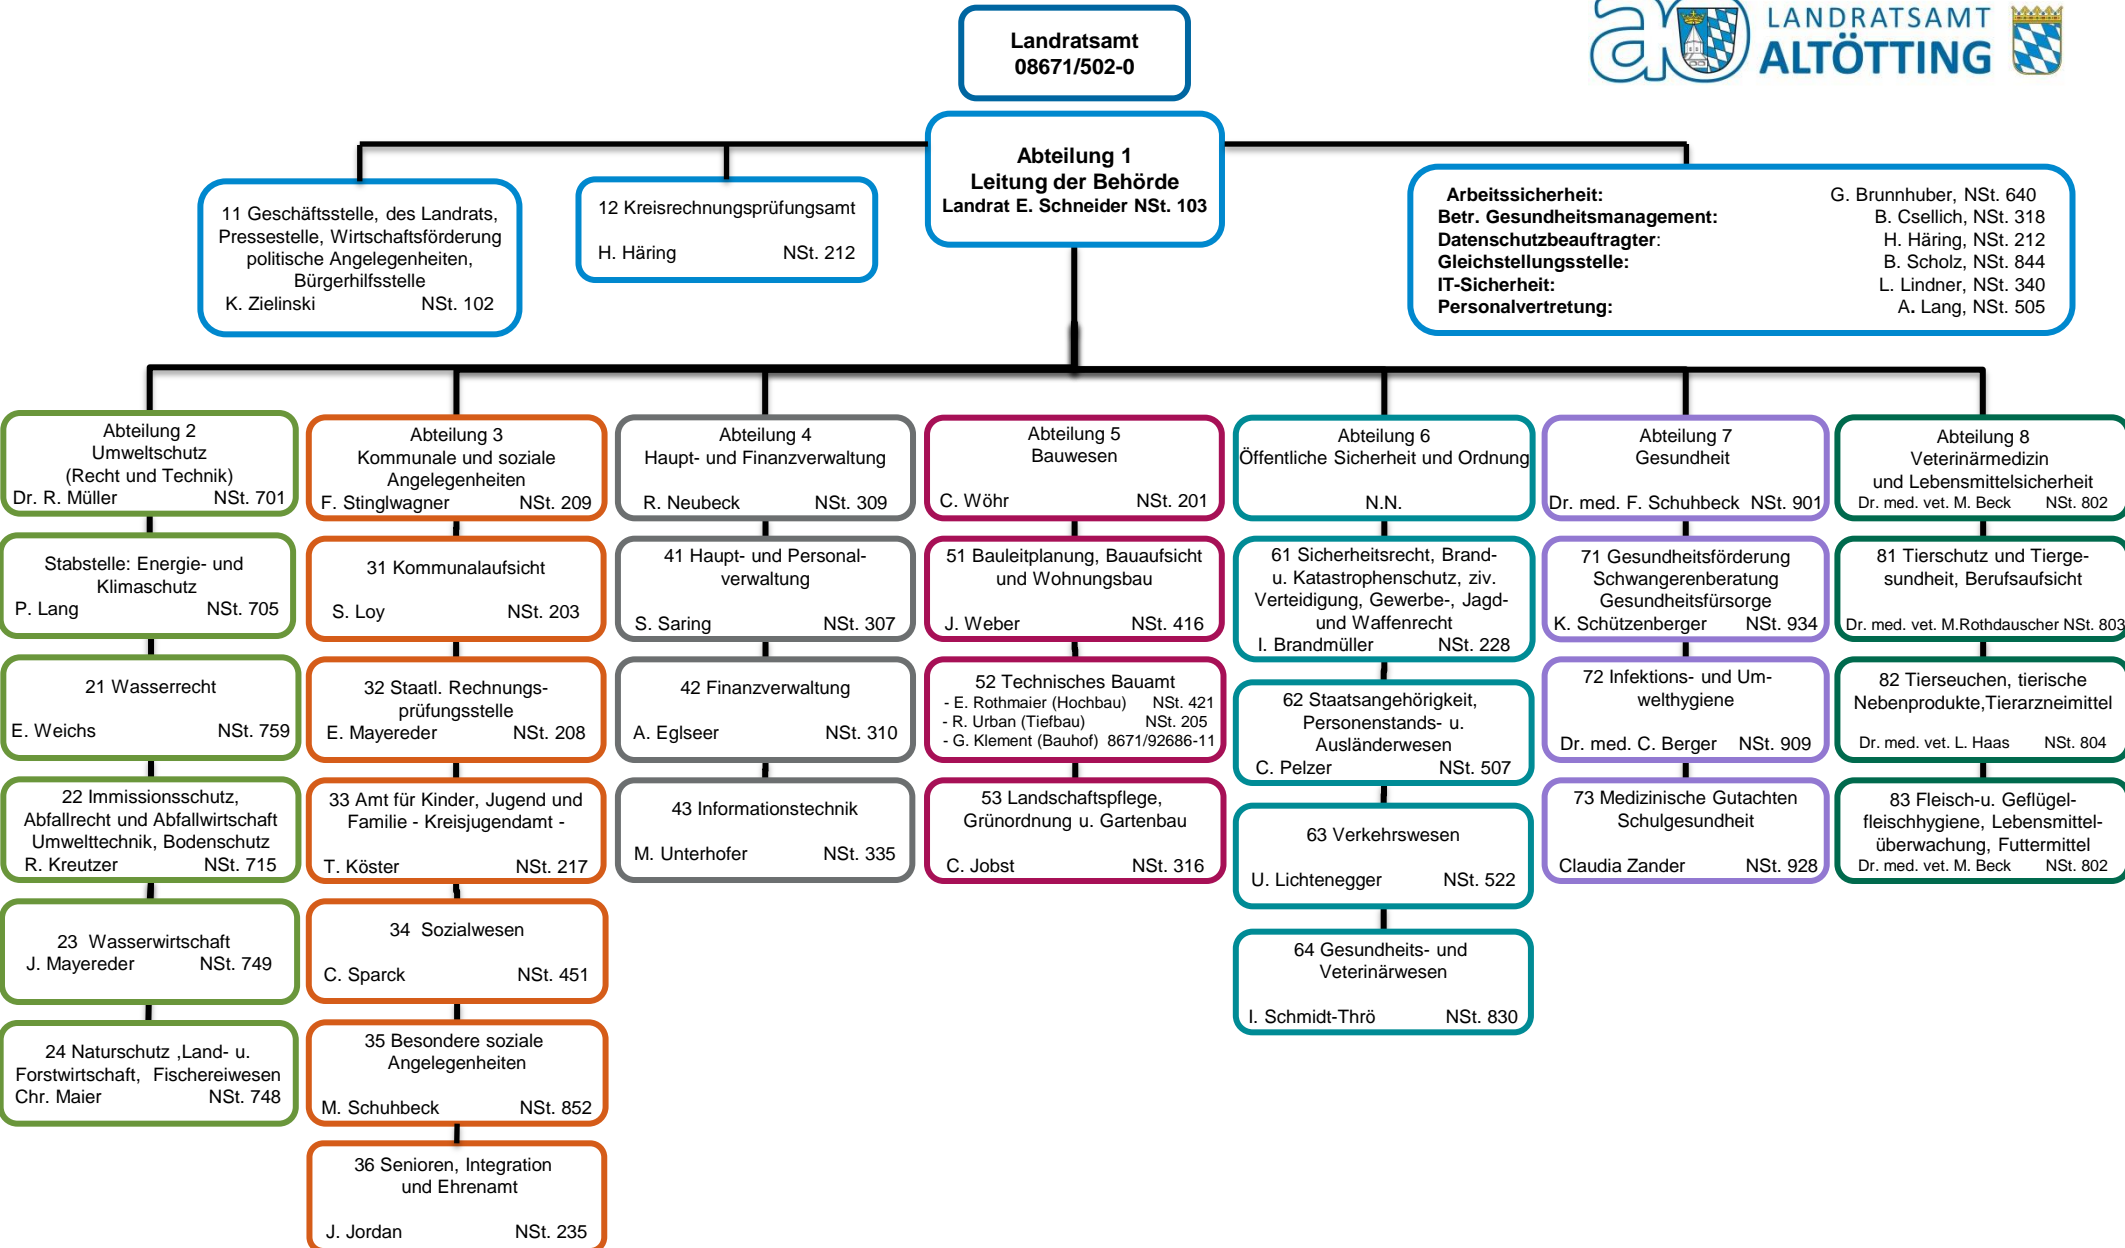 Landratsamt
08671/502-0
ao LANDRATSAMT
ALTÖTTING
Abteilung 1
Leitung der Behörde
Landrat E. Schneider NSt. 103
11 Geschäftsstelle, des Landrats,
Pressestelle, Wirtschaftsförderung
politische Angelegenheiten,
Bürgerhilfsstelle
K. Zielinski NSt. 102
12 Kreisrechnungsprüfungsamt
H. Häring NSt. 212
Arbeitssicherheit: G. Brunnhuber, NSt. 640
Betr. Gesundheitsmanagement: B. Csellich, NSt. 318
Datenschutzbeauftragter: H. Häring, NSt. 212
Gleichstellungsstelle: B. Scholz, NSt. 844
IT-Sicherheit: L. Lindner, NSt. 340
Personalvertretung: A. Lang, NSt. 505
Abteilung 2
Umweltschutz
(Recht und Technik)
Dr. R. Müller NSt. 701
Stabstelle: Energie- und
Klimaschutz
P. Lang NSt. 705
21 Wasserrecht
E. Weichs NSt. 759
22 Immissionsschutz,
Abfallrecht und Abfallwirtschaft
Umwelttechnik, Bodenschutz
R. Kreutzer NSt. 715
23 Wasserwirtschaft
J. Mayereder NSt. 749
24 Naturschutz ,Land- u.
Forstwirtschaft, Fischereiwesen
Chr. Maier NSt. 748
Abteilung 3
Kommunale und soziale
Angelegenheiten
F. Stinglwagner NSt. 209
31 Kommunalaufsicht
S. Loy NSt. 203
32 Staatl. Rechnungs-
prüfungsstelle
E. Mayereder NSt. 208
33 Amt für Kinder, Jugend und
Familie - Kreisjugendamt -
T. Köster NSt. 217
34 Sozialwesen
C. Sparck NSt. 451
35 Besondere soziale
Angelegenheiten
M. Schuhbeck NSt. 852
36 Senioren, Integration
und Ehrenamt
J. Jordan NSt. 235
Abteilung 4
Haupt- und Finanzverwaltung
R. Neubeck NSt. 309
41 Haupt- und Personal-
verwaltung
S. Saring NSt. 307
42 Finanzverwaltung
A. Eglseer NSt. 310
43 Informationstechnik
M. Unterhofer NSt. 335
Abteilung 5
Bauwesen
C. Wöhr NSt. 201
51 Bauleitplanung, Bauaufsicht
und Wohnungsbau
J. Weber NSt. 416
52 Technisches Bauamt
- E. Rothmaier (Hochbau) NSt. 421
- R. Urban (Tiefbau) NSt. 205
- G. Klement (Bauhof) 8671/92686-11
53 Landschaftspflege,
Grünordnung u. Gartenbau
C. Jobst NSt. 316
Abteilung 6
Öffentliche Sicherheit und Ordnung
N.N.
61 Sicherheitsrecht, Brand-
u. Katastrophenschutz, ziv.
Verteidigung, Gewerbe-, Jagd-
und Waffenrecht
I. Brandmüller NSt. 228
62 Staatsangehörigkeit,
Personenstands- u.
Ausländerwesen
C. Pelzer NSt. 507
63 Verkehrswesen
U. Lichtenegger NSt. 522
64 Gesundheits- und
Veterinärwesen
I. Schmidt-Thrö NSt. 830
Abteilung 7
Gesundheit
Dr. med. F. Schuhbeck NSt. 901
71 Gesundheitsförderung
Schwangerenberatung
Gesundheitsfürsorge
K. Schützenberger NSt. 934
72 Infektions- und Um-
welthygiene
Dr. med. C. Berger NSt. 909
73 Medizinische Gutachten
Schulgesundheit
Claudia Zander NSt. 928
Abteilung 8
Veterinärmedizin
und Lebensmittelsicherheit
Dr. med. vet. M. Beck NSt. 802
81 Tierschutz und Tierge-
sundheit, Berufsaufsicht
Dr. med. vet. M.Rothdauscher NSt. 803
82 Tierseuchen, tierische
Nebenprodukte,Tierarzneimittel
Dr. med. vet. L. Haas NSt. 804
83 Fleisch-u. Geflügel-
fleischhygiene, Lebensmittel-
überwachung, Futtermittel
Dr. med. vet. M. Beck NSt. 802